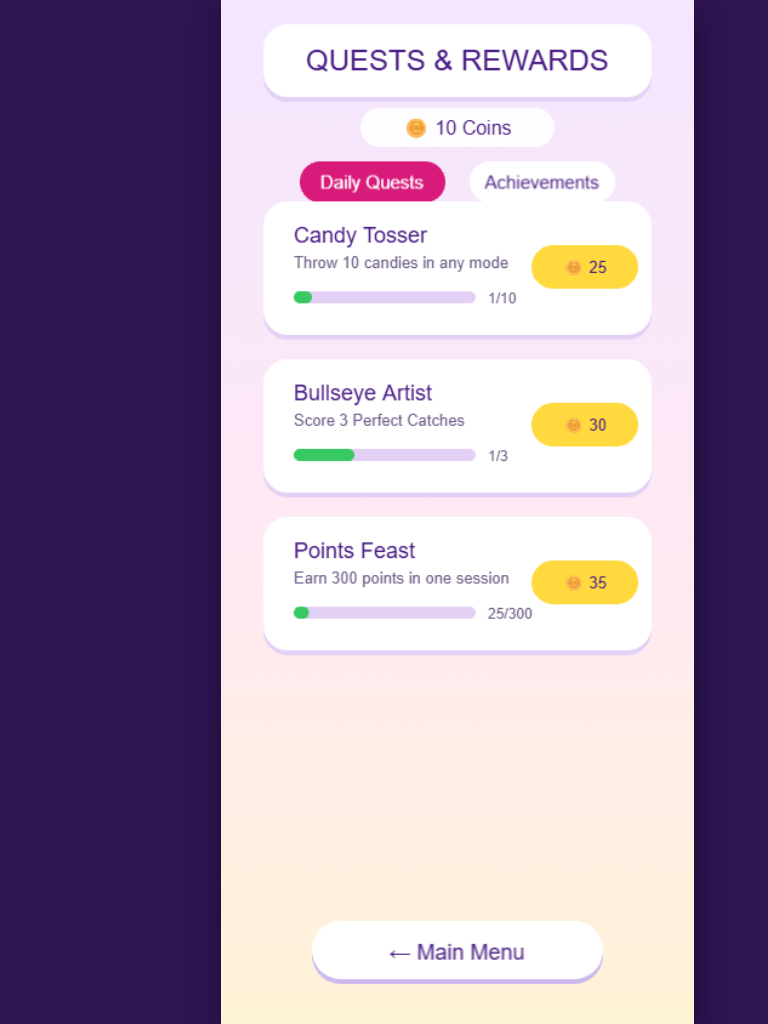 QUESTS & REWARDS
10 Coins
Daily Quests
Achievements
Candy Tosser
Throw 10 candies in any mode
25
1/10
Bullseye Artist
Score 3 Perfect Catches
30
1/3
Points Feast
Earn 300 points in one session
35
25/300
← Main Menu